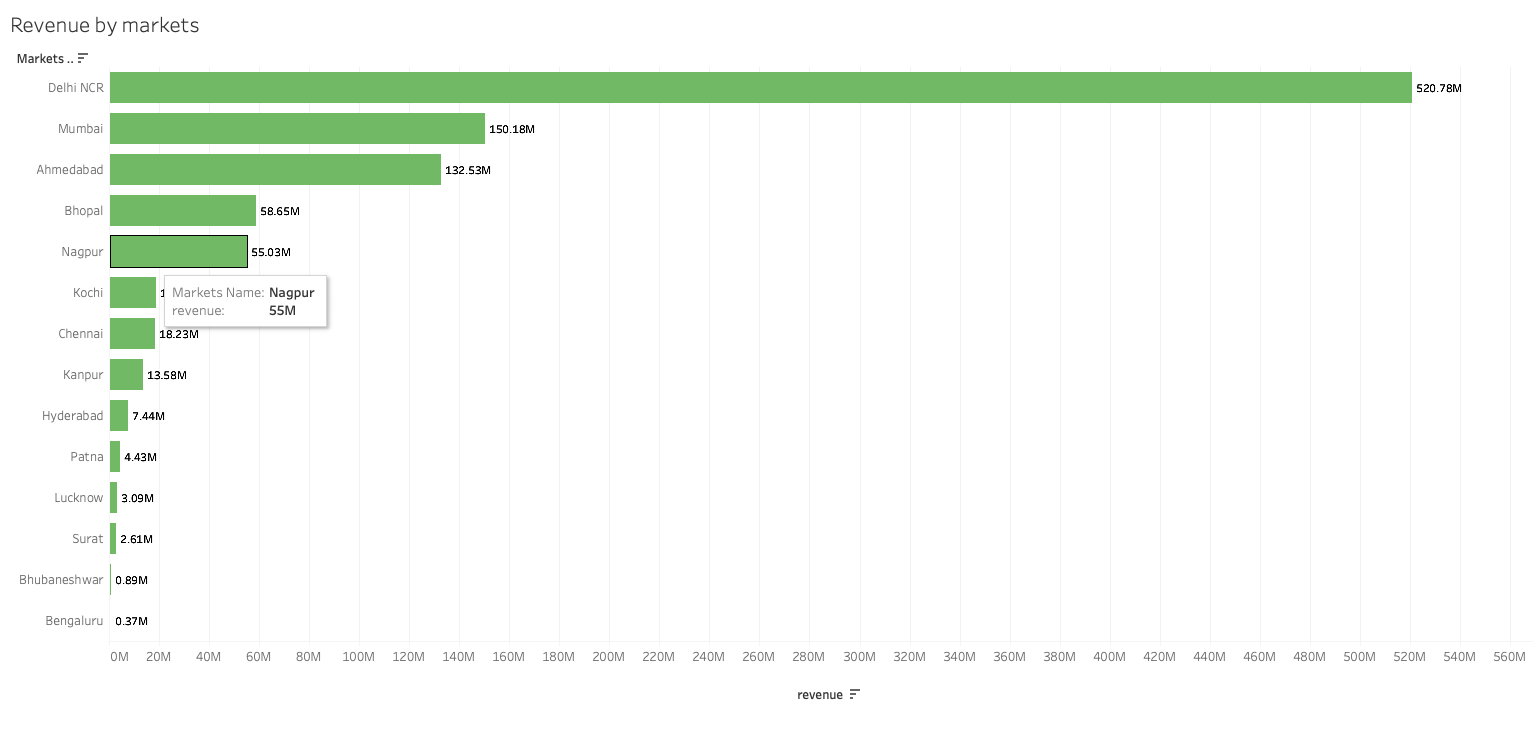 Revenue by markets
Markets ..
Delhi NCR 520.78M
Mumbai 150.18M
Ahmedabad 132.53M
Bhopal 58.65M
Nagpur 55.03M
Kochi
Markets Name: Nagpur
revenue: 55M
Chennai 18.23M
Kanpur 13.58M
Hyderabad 7.44M
Patna 4.43M
Lucknow 3.09M
Surat 2.61M
Bhubaneshwar 0.89M
Bengaluru 0.37M
0M 20M 40M 60M 80M 100M 120M 140M 160M 180M 200M 220M 240M 260M 280M 300M 320M 340M 360M 380M 400M 420M 440M 460M 480M 500M 520M 540M 560M
revenue